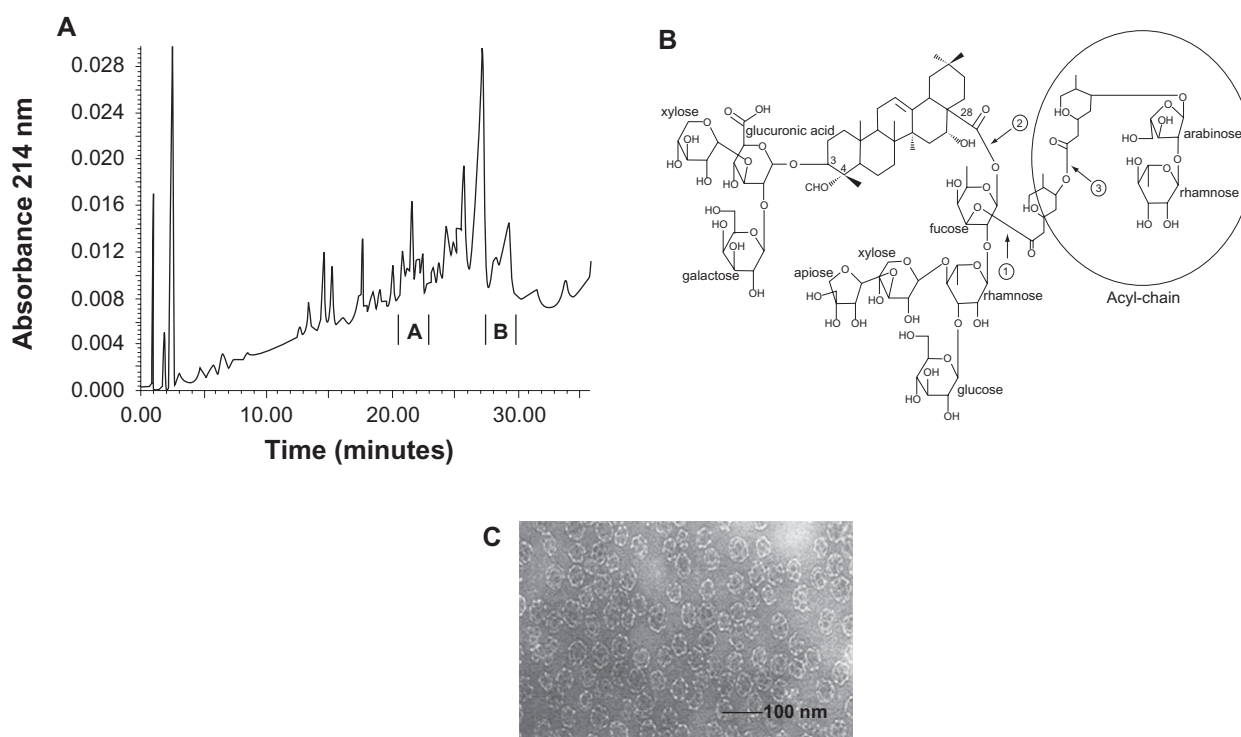 A
Absorbance 214 nm
0.028
0.024
0.020
0.016
0.012
0.008
0.004
0.000
A
B
0.00
10.00
20.00
30.00
Time (minutes)
B
xylose
O
OH
glucuronic acid
28
O
2
OH
3
4
CHO
O
arabinose
rhamnose
3
fucose
1
galactose
apiose
xylose
rhamnose
glucose
Acyl-chain
C
100 nm